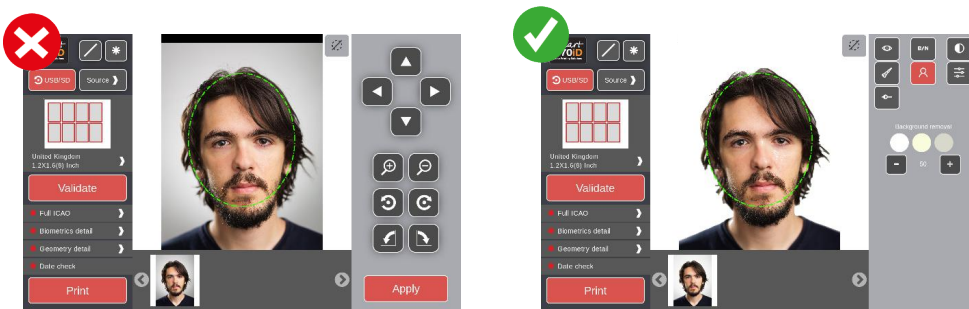 USB/SD
Source
United Kingdom
1.2X1.6(9) Inch
Validate
Full ICAO
Biometrics detail
Geometry detail
Date check
Print
Apply
USB/SD
Source
B/N
Background removal
50
United Kingdom
1.2X1.6(9) Inch
Validate
Full ICAO
Biometrics detail
Geometry detail
Date check
Print